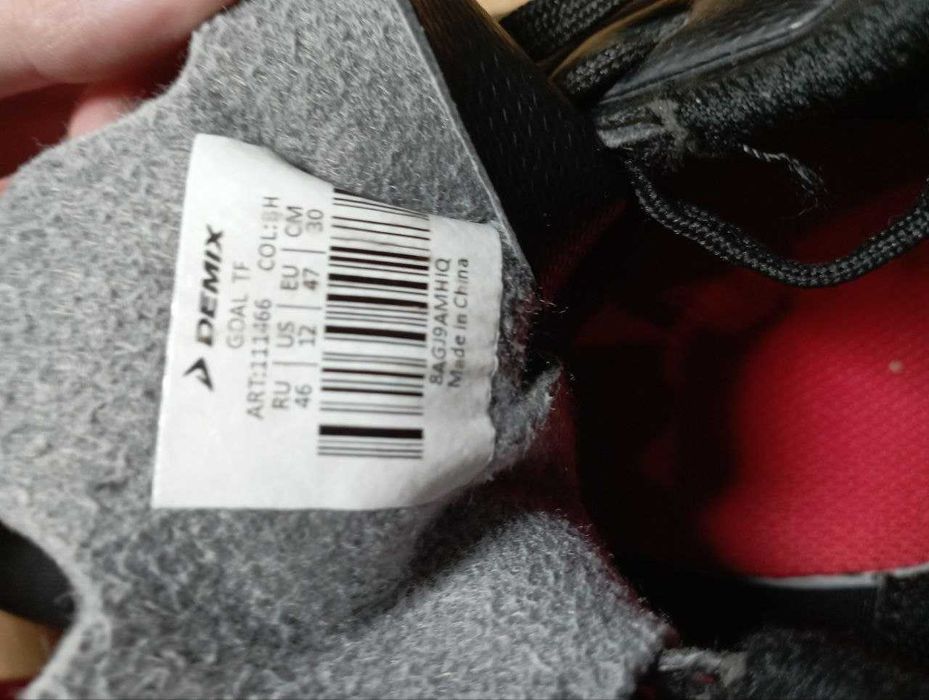 DEMIX
GOAL TF
ART:111466 COL:BH
RU | US | EU | CM
46 12 | 47 30
8AGJ9AMHIQ
Made in China